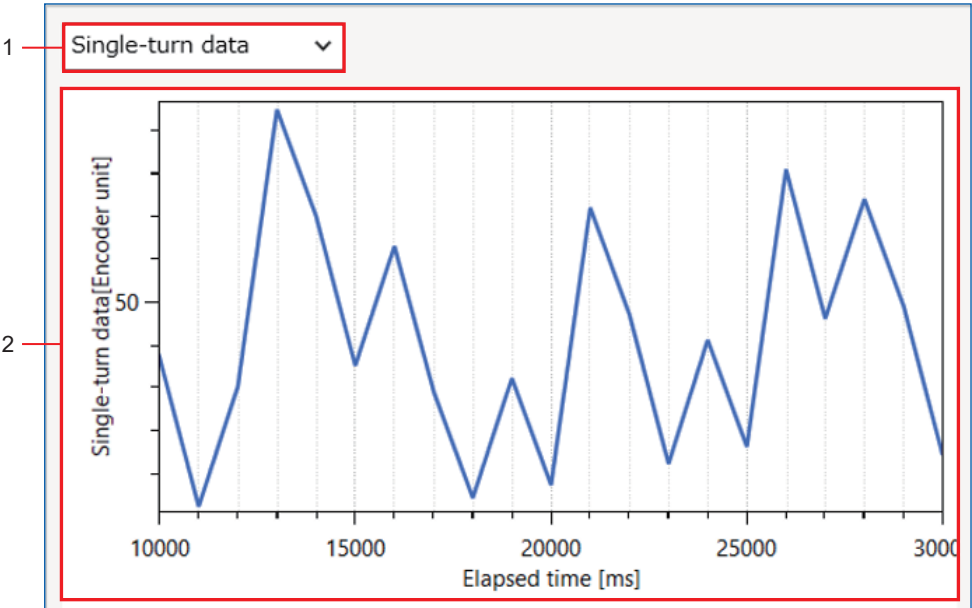 1
Single-turn data
2
Single-turn data[Encoder unit]
50
10000 15000 20000 25000 3000
Elapsed time [ms]